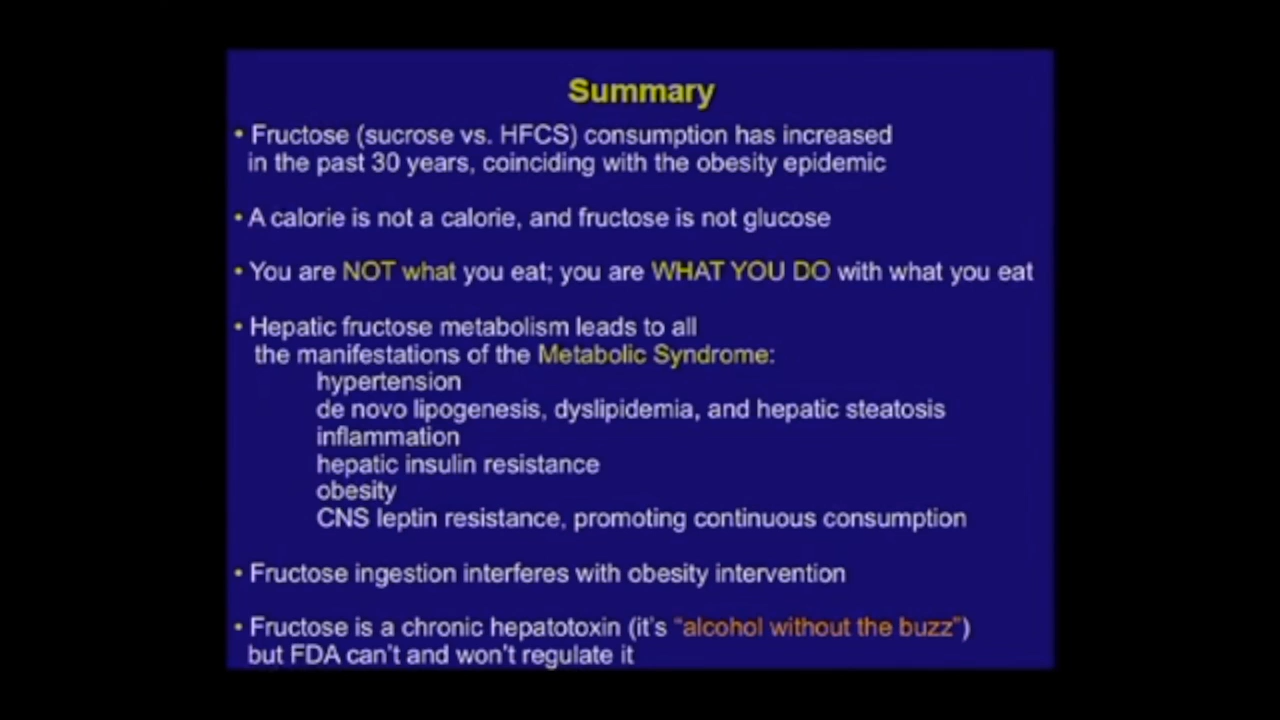 Summary
• Fructose (sucrose vs. HFCS) consumption has increased
in the past 30 years, coinciding with the obesity epidemic
• A calorie is not a calorie, and fructose is not glucose
• You are NOT what you eat; you are WHAT YOU DO with what you eat
• Hepatic fructose metabolism leads to all
the manifestations of the Metabolic Syndrome:
hypertension
de novo lipogenesis, dyslipidemia, and hepatic steatosis
inflammation
hepatic insulin resistance
obesity
CNS leptin resistance, promoting continuous consumption
• Fructose ingestion interferes with obesity intervention
• Fructose is a chronic hepatotoxin (it's “alcohol without the buzz”)
but FDA can't and won't regulate it